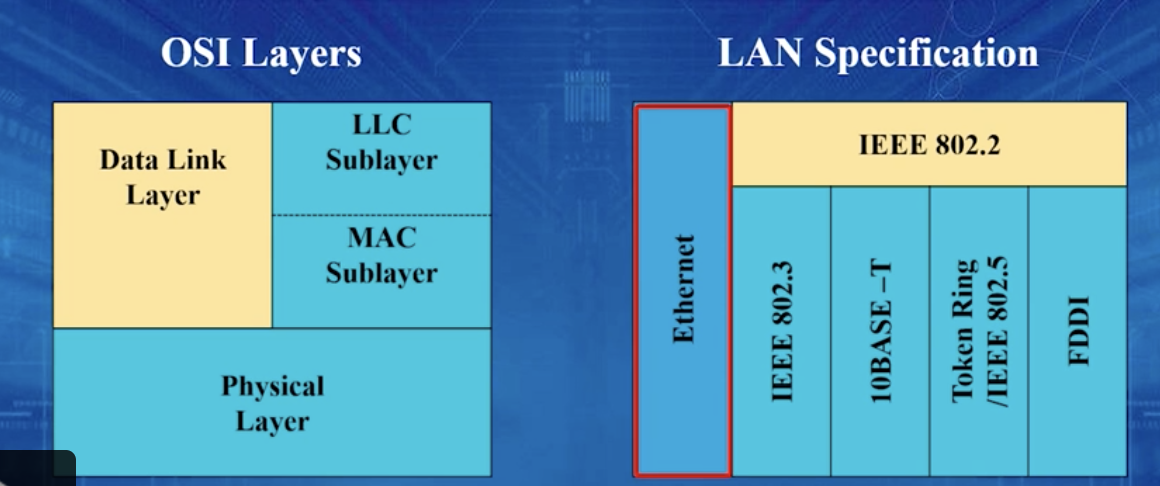 OSI Layers
LAN Specification
Data Link
Layer
LLC
Sublayer
MAC
Sublayer
Physical
Layer
Ethernet
IEEE 802.2
IEEE 802.3
10BASE –T
Token Ring
/IEEE 802.5
FDDI